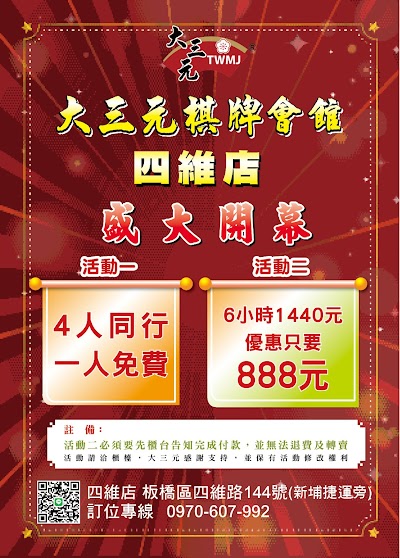 大三元
TWMJ
大三元棋牌會館
四維店
盛大開幕
活動一
4人同行
一人免費
活動二
6小時1440元
優惠只要
888元
註備：
活動二必須要先櫃台告知完成付款，並無法退費及轉賣
活動請洽櫃檯，大三元感謝支持，並保有活動修改權利
四維店 板橋區四維路144號(新埔捷運旁)
訂位專線 0970-607-992